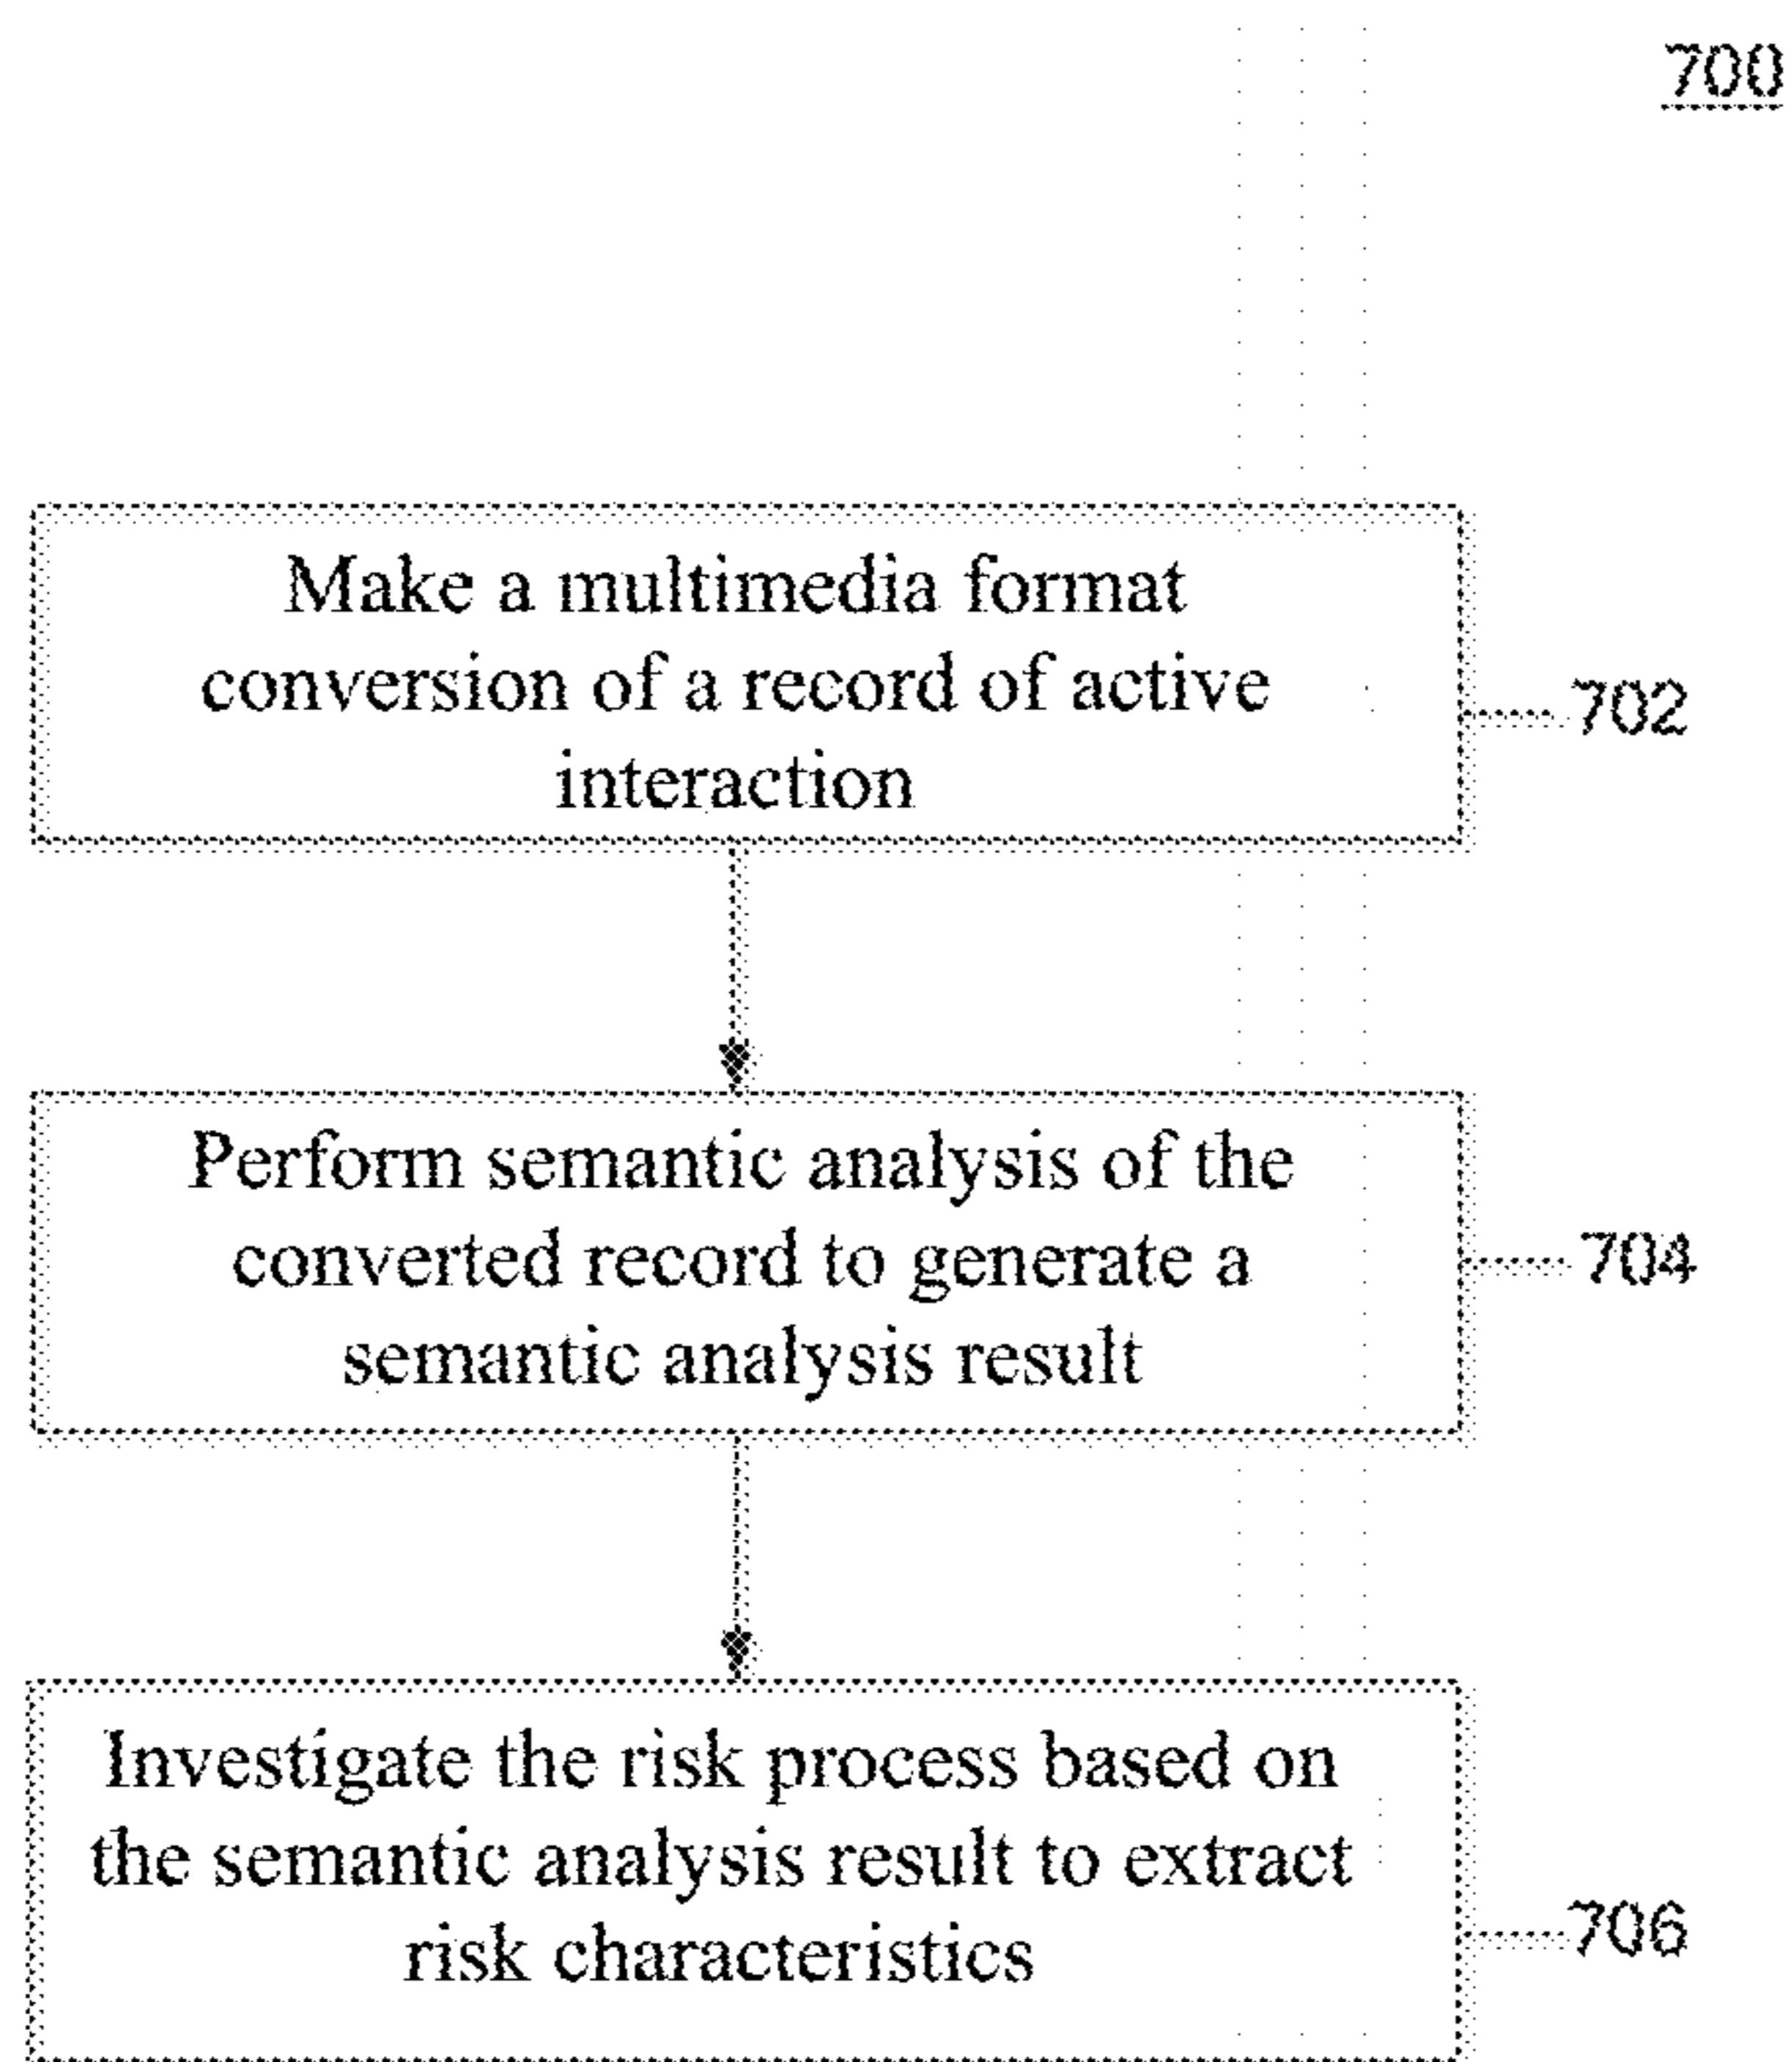 700
Make a multimedia format
conversion of a record of active
interaction
702
Perform semantic analysis of the
converted record to generate a
semantic analysis result
704
Investigate the risk process based on
the semantic analysis result to extract
risk characteristics
706